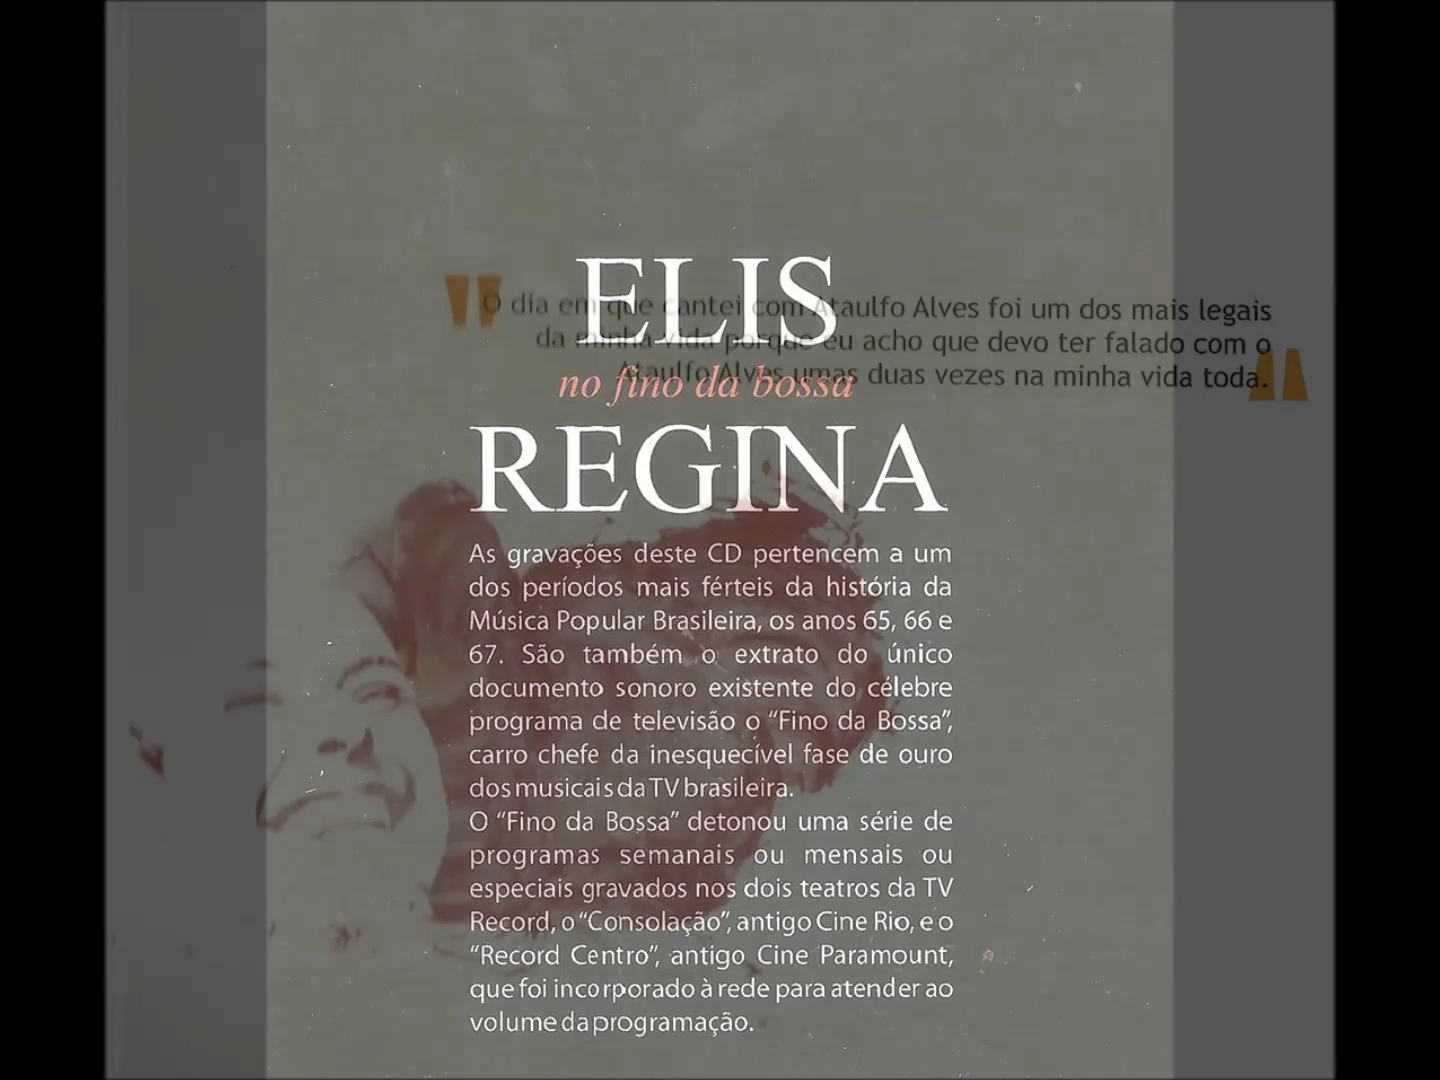 ELIS
"O dia em que cantei com Ataulfo Alves foi um dos mais legais
da minha vida porque eu acho que devo ter falado com o
Ataulfo Alves umas duas vezes na minha vida toda."
no fino da bossa
REGINA
As gravações deste CD pertencem a um
dos períodos mais férteis da história da
Música Popular Brasileira, os anos 65, 66 e
67. São também o extrato do único
documento sonoro existente do célebre
programa de televisão o “Fino da Bossa”,
carro chefe da inesquecível fase de ouro
dos musicais da TV brasileira.
O “Fino da Bossa” detonou uma série de
programas semanais ou mensais ou
especiais gravados nos dois teatros da TV
Record, o “Consolação”, antigo Cine Rio, e o
“Record Centro”, antigo Cine Paramount,
que foi incorporado à rede para atender ao
volume da programação.